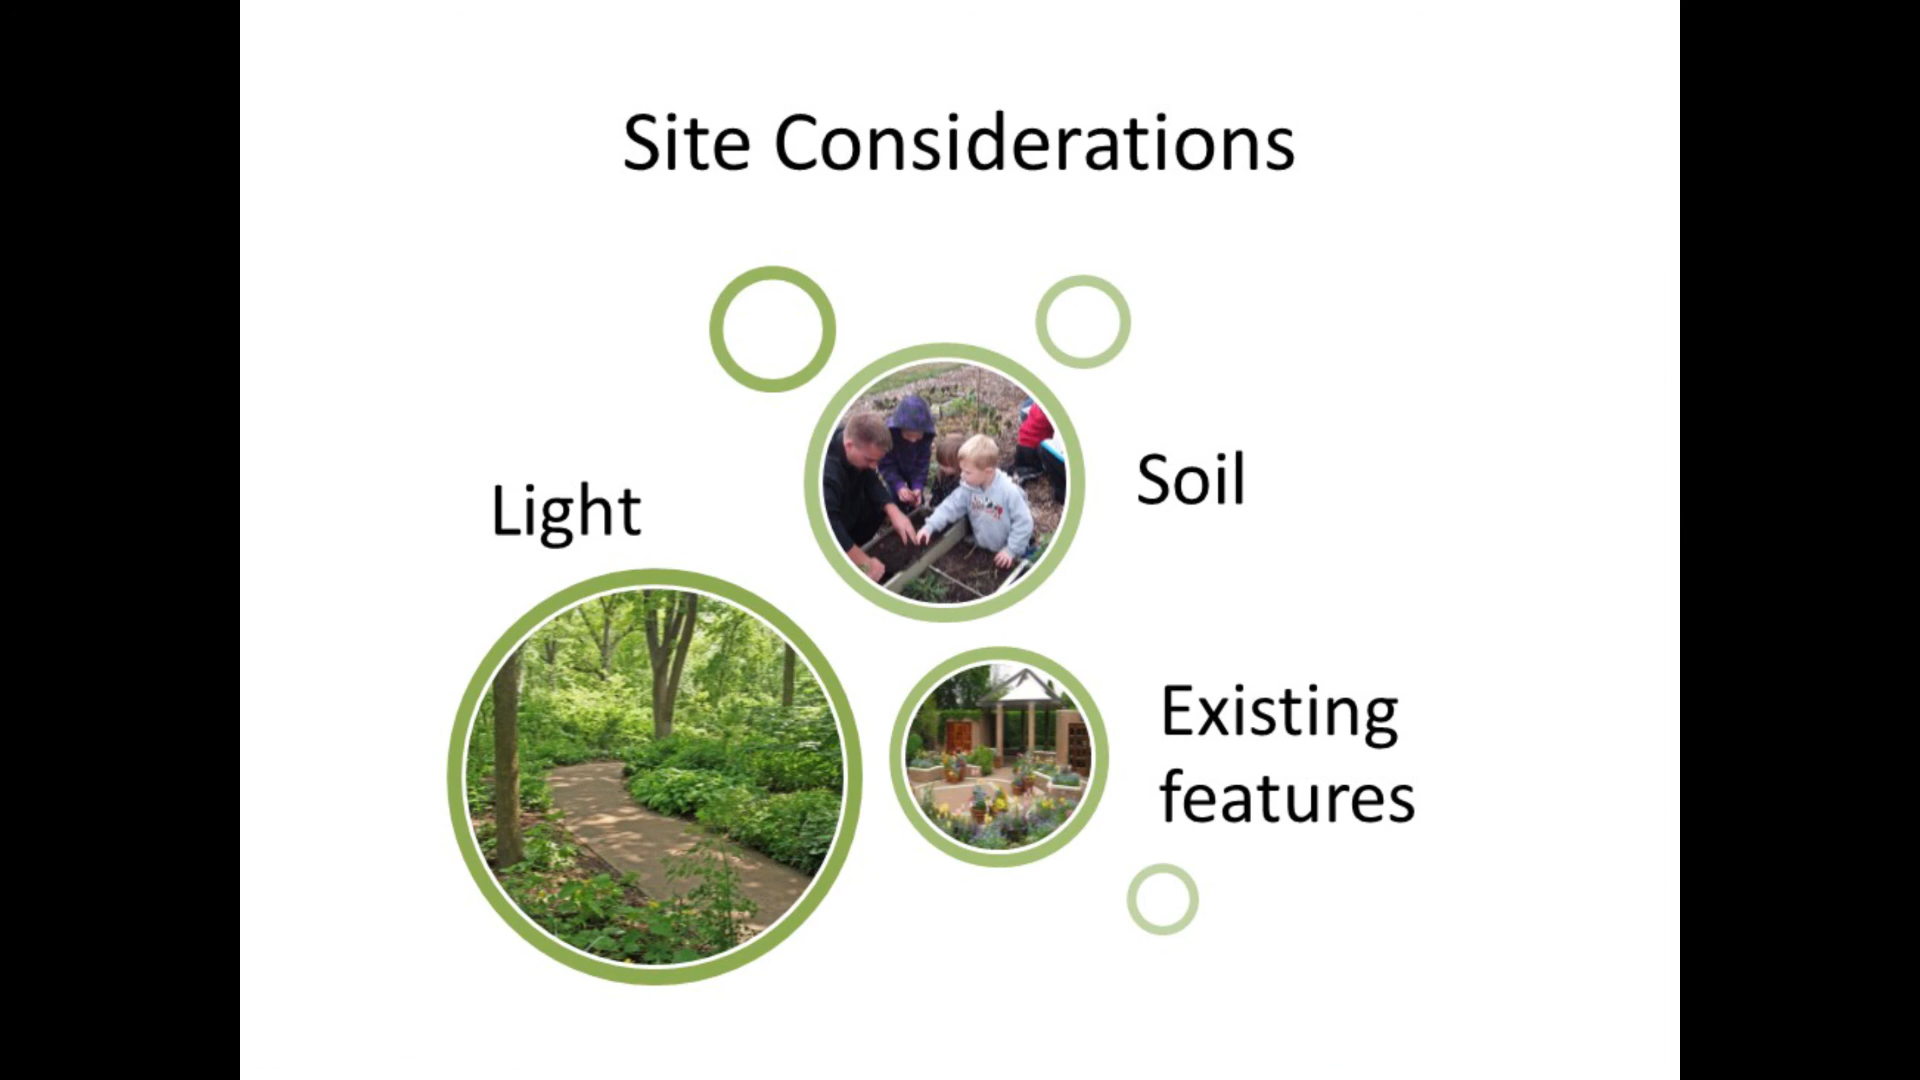 Site Considerations
Light
Soil
Existing
features